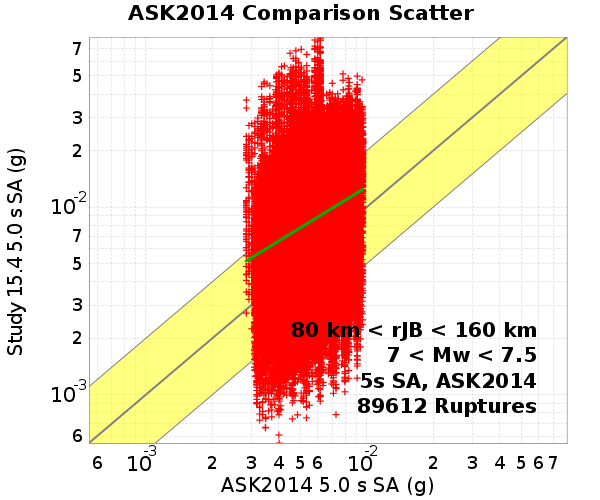 ASK2014 Comparison Scatter
7
5
3
2
10-2
7
5
3
2
10-3
6
Study 15.4 5.0 s SA (g)
80 km < rJB < 160 km
7 < Mw < 7.5
5s SA, ASK2014
89612 Ruptures
6 10-3 2 3 4 5 6 10-2 2 3 4 5 6 7
ASK2014 5.0 s SA (g)